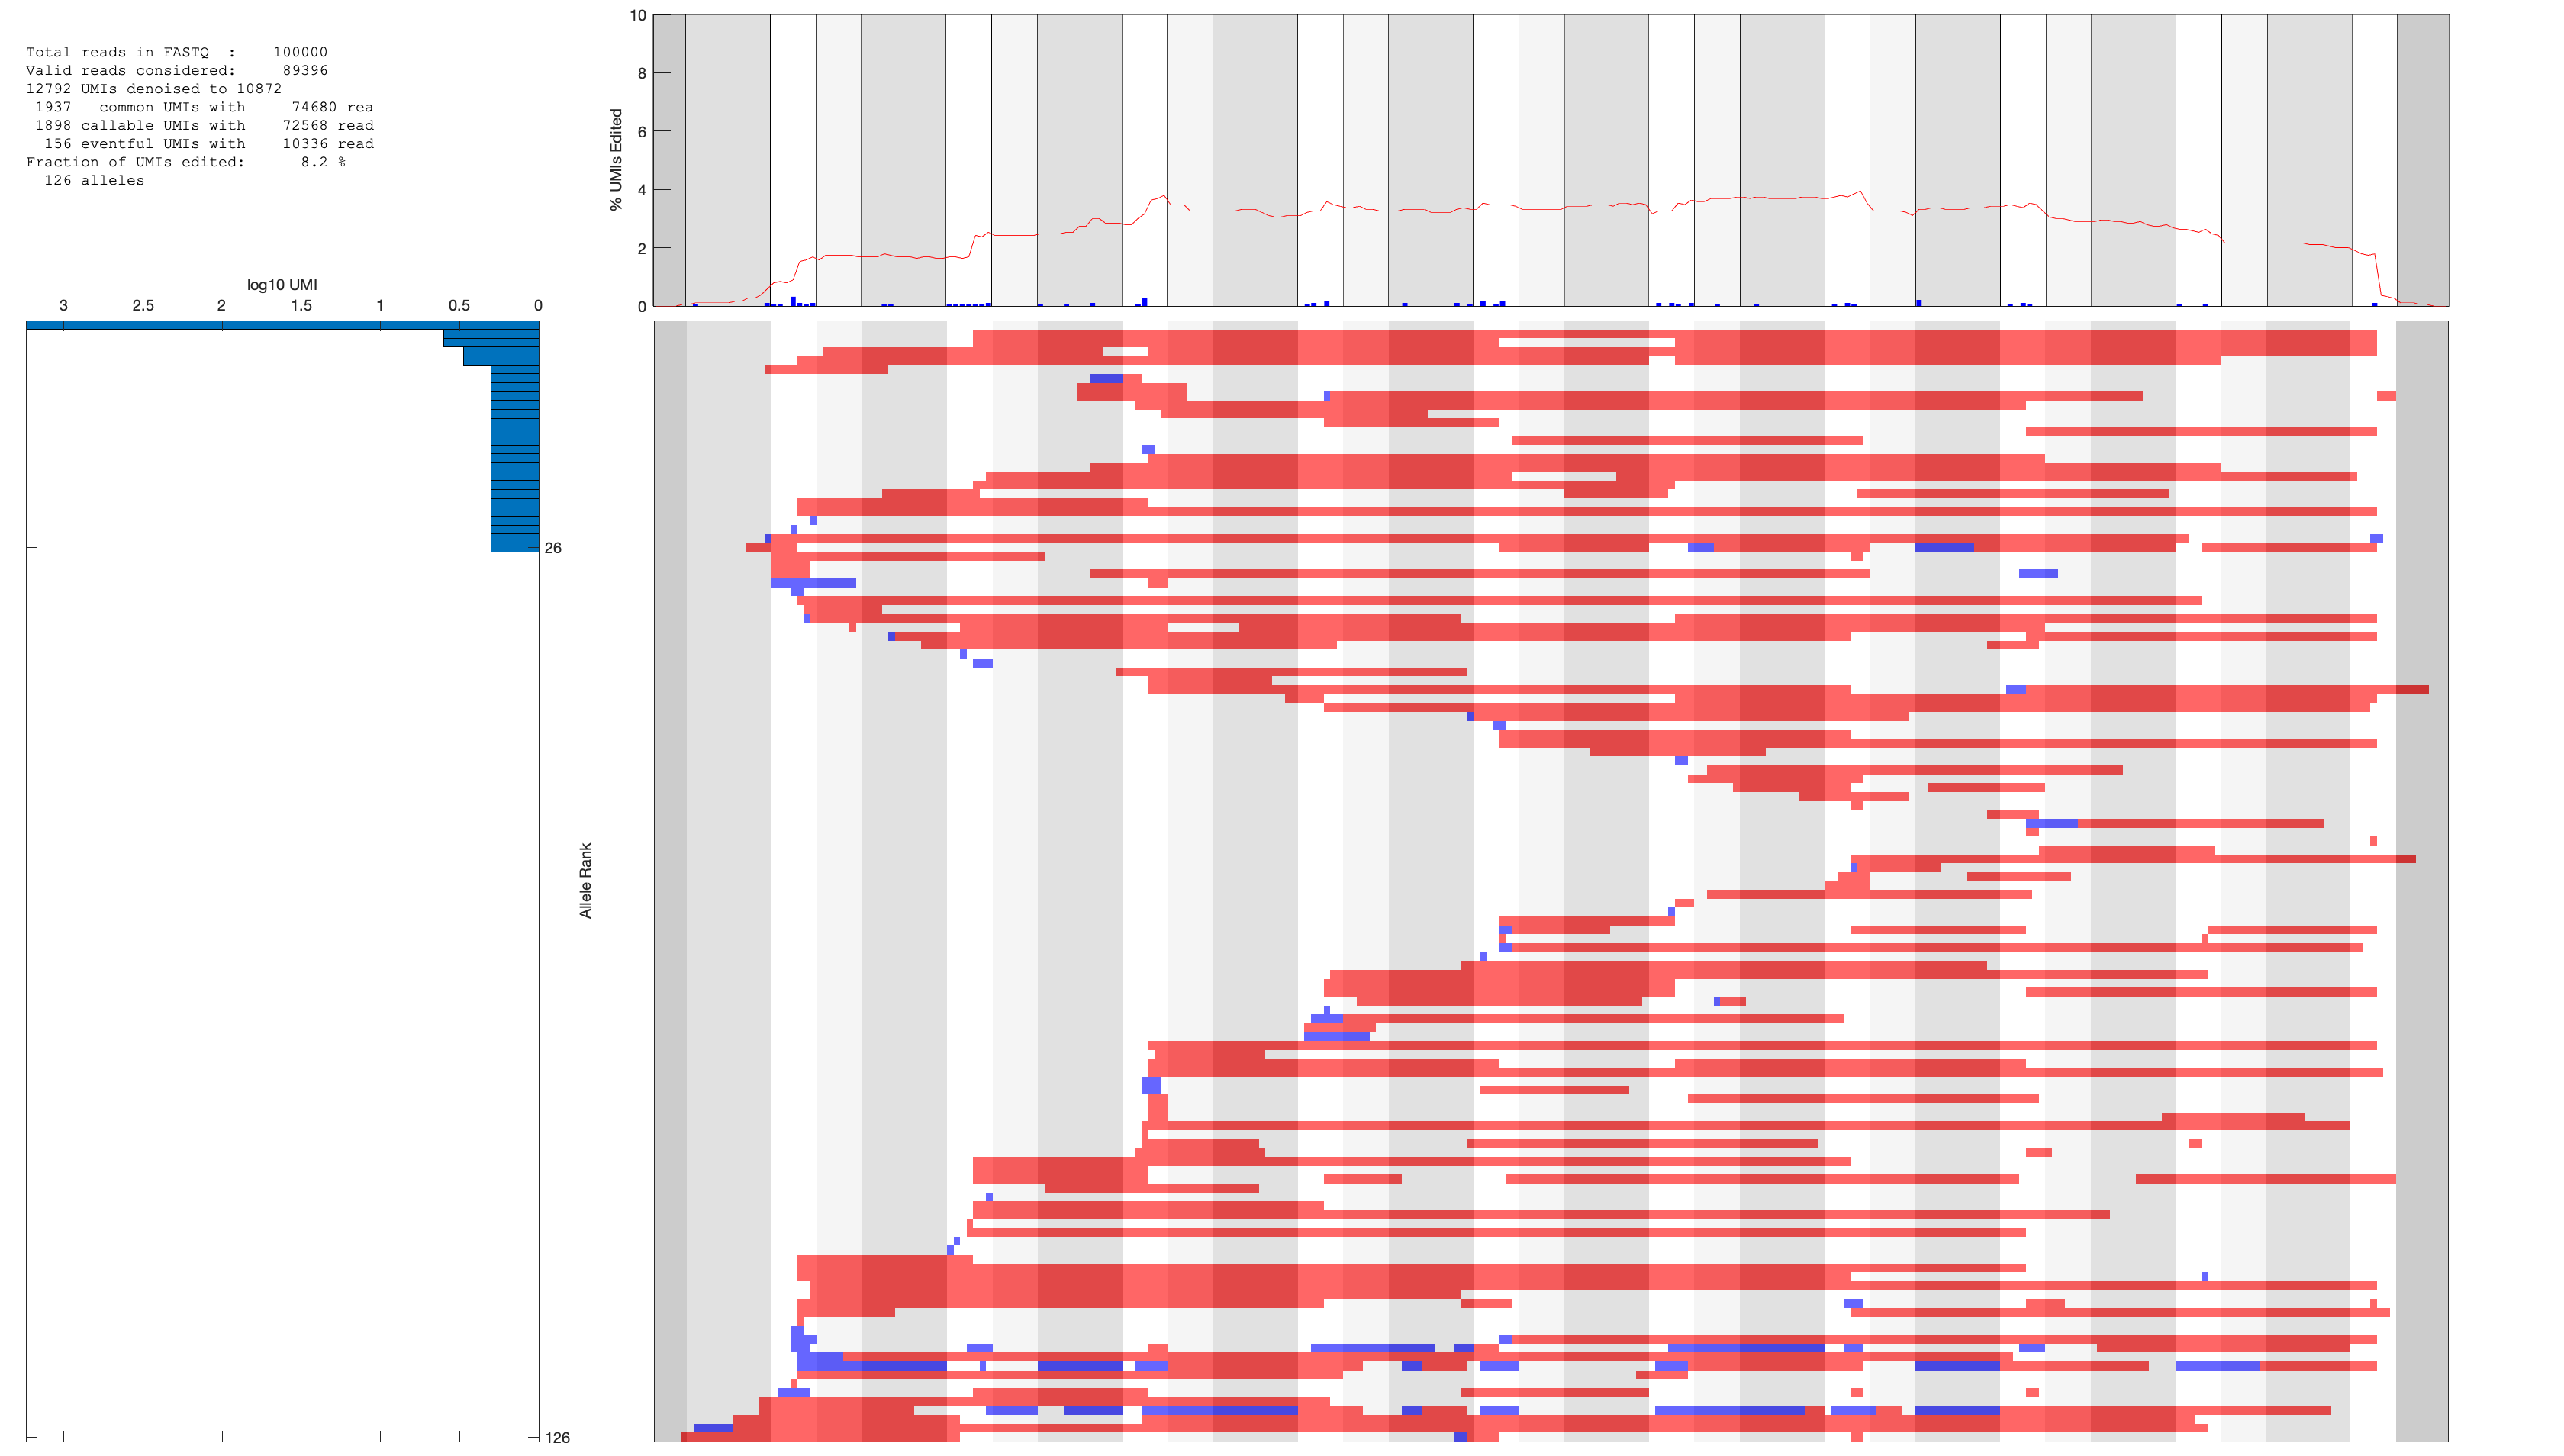 Total reads in FASTQ  :    100000
Valid reads considered:     89396
12792 UMIs denoised to 10872
1937   common UMIs with     74680 rea
1898 callable UMIs with    72568 read
156 eventful UMIs with    10336 read
Fraction of UMIs edited:      8.2 %
126 alleles
log10 UMI
3 2.5 2 1.5 1 0.5 0
26
126
Allele Rank
% UMIs Edited
10
8
6
4
2
0